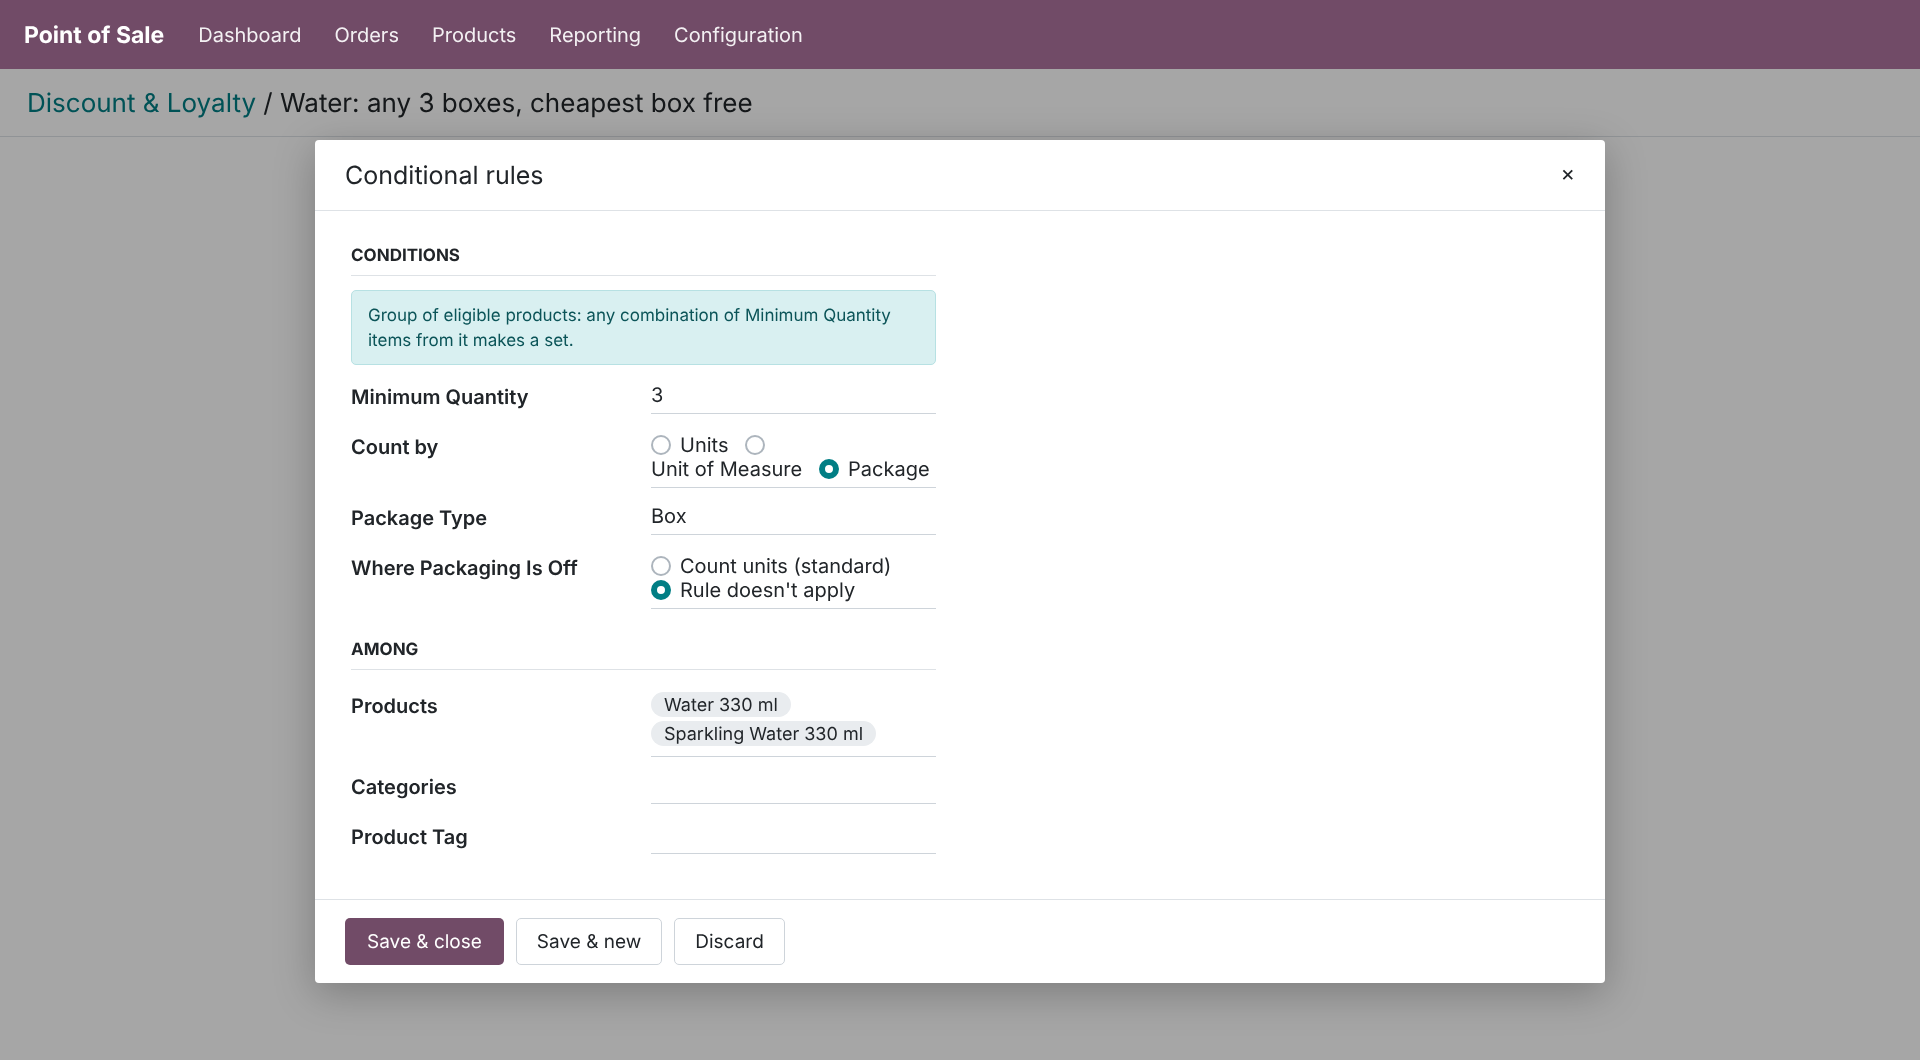 Point of Sale Dashboard Orders Products Reporting Configuration
Discount & Loyalty / Water: any 3 boxes, cheapest box free
Conditional rules
CONDITIONS
Group of eligible products: any combination of Minimum Quantity
items from it makes a set.
Minimum Quantity 3
Count by Units
Unit of Measure Package
Package Type Box
Where Packaging Is Off Count units (standard)
Rule doesn't apply
AMONG
Products Water 330 ml
Sparkling Water 330 ml
Categories
Product Tag
Save & close Save & new Discard